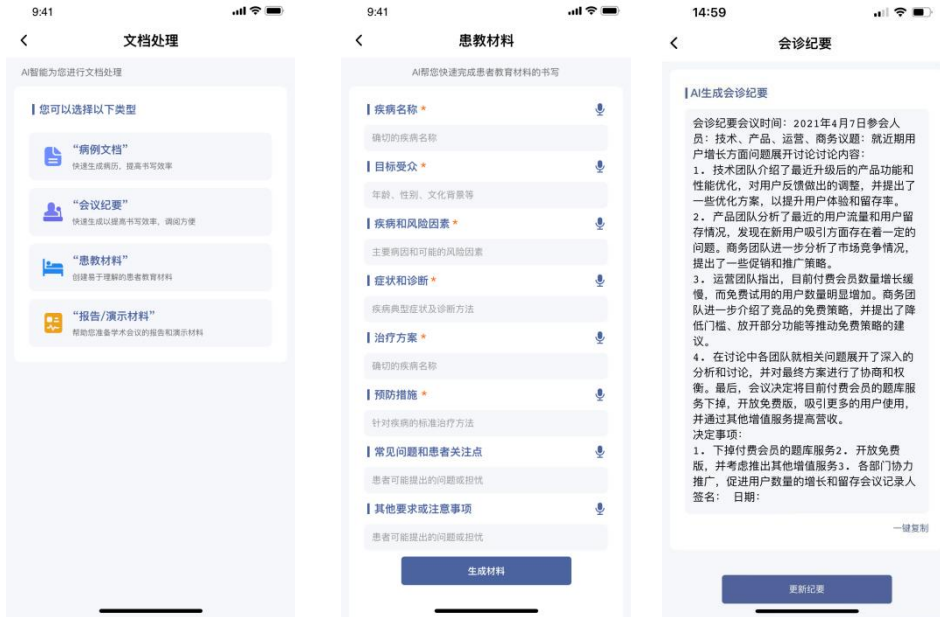 9:41
文档处理
AI智能为您进行文档处理
您可以选择以下类型
“病例文档”
快速生成病历，提高书写效率
“会议纪要”
快速生成以提高书写效率，调阅方便
“患教材料”
创建易于理解的患者教育材料
“报告/演示材料”
帮助您准备学术会议的报告和演示材料
9:41
患教材料
AI帮您快速完成患者教育材料的书写
疾病名称 *
确切的疾病名称
目标受众 *
年龄、性别、文化背景等
疾病和风险因素 *
主要病因和可能的风险因素
症状和诊断 *
疾病典型症状及诊断方法
治疗方案 *
确切的疾病名称
预防措施 *
针对疾病的标准治疗方法
常见问题和患者关注点
患者可能提出的问题或担忧
其他要求或注意事项
患者可能提出的问题或担忧
生成材料
14:59
会诊纪要
AI生成会诊纪要
会诊纪要会议时间：2021年4月7日参会人
员：技术、产品、运营、商务议题：就近期用
户增长方面问题展开讨论讨论内容：
1. 技术团队介绍了最近升级后的产品功能和
性能优化，对用户反馈做出的调整，并提出了
一些优化方案，以提升用户体验和留存率。
2. 产品团队分析了最近的用户流量和用户留
存情况，发现在新用户吸引方面存在着一定的
问题。商务团队进一步分析了市场竞争情况，
提出了一些促销和推广策略。
3. 运营团队指出，目前付费会员数量增长缓
慢，而免费试用的用户数量明显增加。商务团
队进一步介绍了竞品的免费策略，并提出了降
低门槛、放开部分功能等推动免费策略的建
议。
4. 在讨论中各团队就相关问题展开了深入的
分析和讨论，并对最终方案进行了协商和权
衡。最后，会议决定将目前付费会员的题库服
务下掉，开放免费版，吸引更多的用户使用，
并通过其他增值服务提高营收。
决定事项：
1. 下掉付费会员的题库服务2. 开放免费
版，并考虑推出其他增值服务3. 各部门协力
推广，促进用户数量的增长和留存会议记录人
签名： 日期：
一键复制
更新纪要